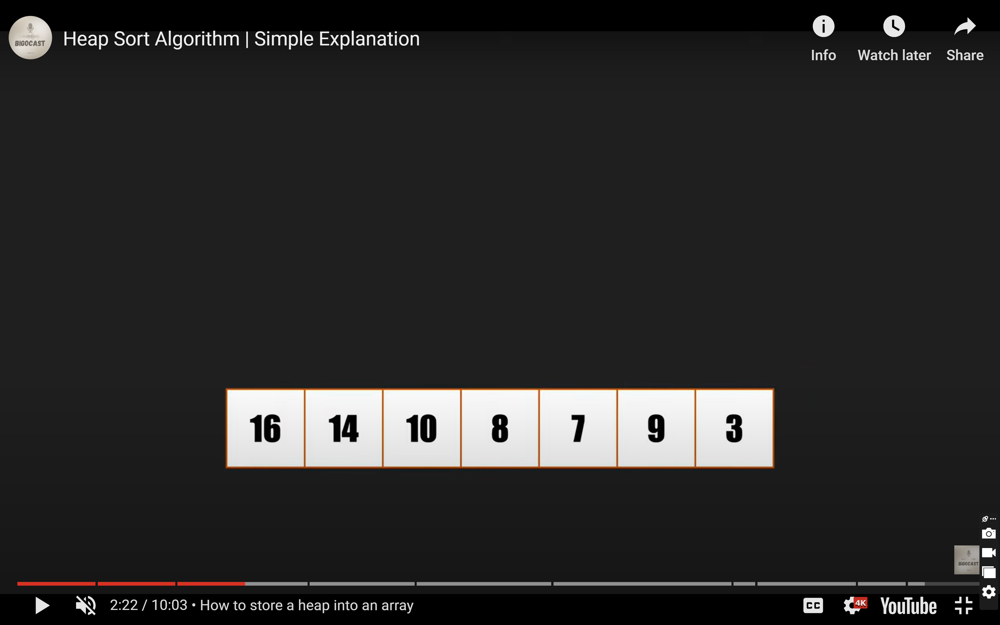 BIGOCAST
Heap Sort Algorithm | Simple Explanation
Info
Watch later
Share
16 14 10 8 7 9 3
BIGOCAST
2:22 / 10:03 • How to store a heap into an array
CC
4K
YouTube